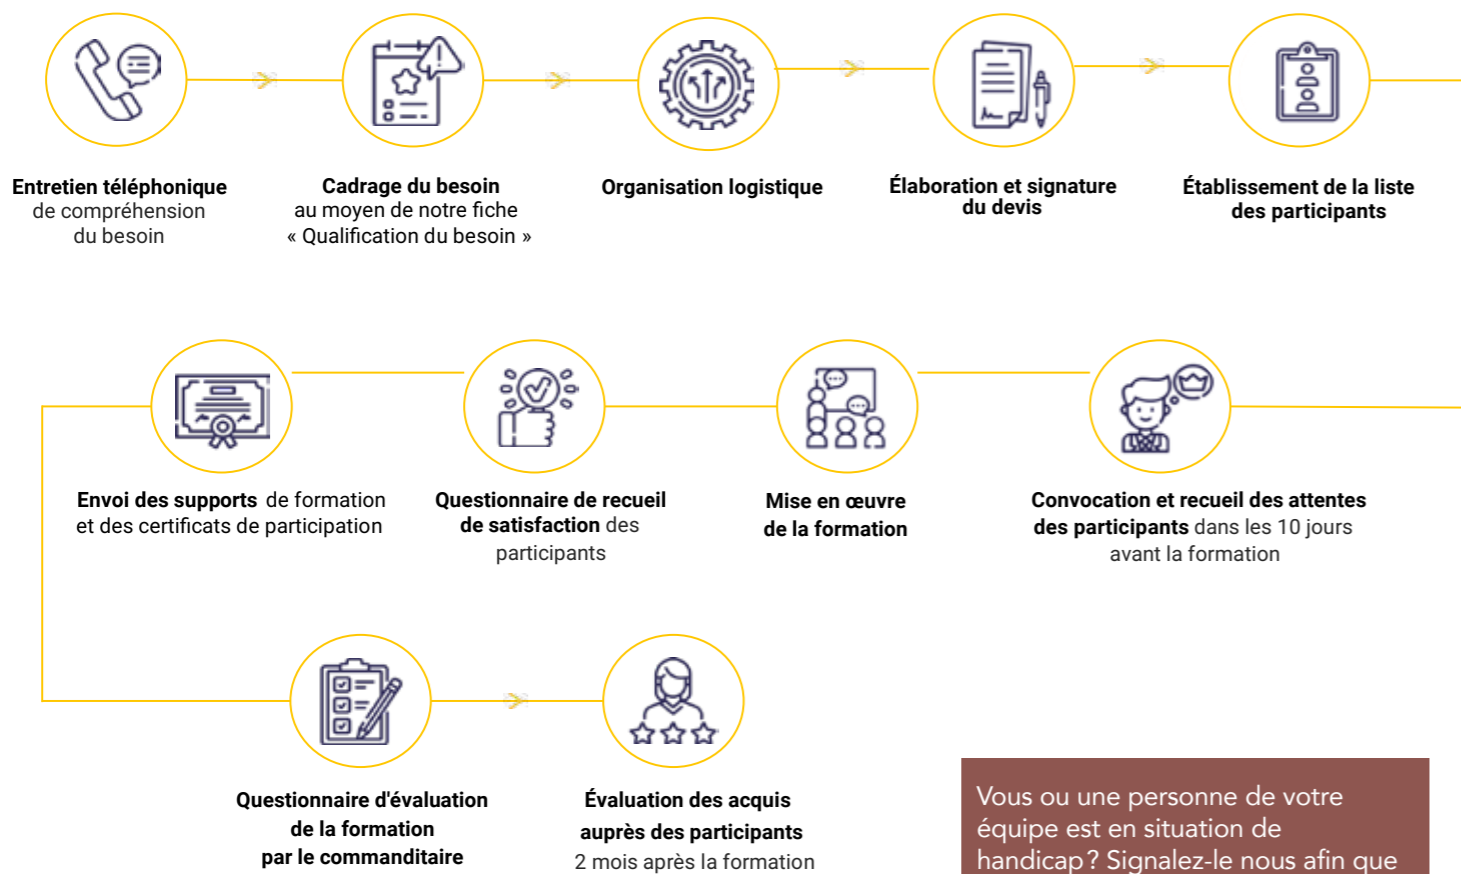 Entretien téléphonique
de compréhension
du besoin
Cadrage du besoin
au moyen de notre fiche
« Qualification du besoin »
Organisation logistique
Élaboration et signature
du devis
Établissement de la liste
des participants
Convocation et recueil des attentes
des participants dans les 10 jours
avant la formation
Mise en œuvre
de la formation
Questionnaire de recueil
de satisfaction des
participants
Envoi des supports de formation
et des certificats de participation
Questionnaire d'évaluation
de la formation
par le commanditaire
Évaluation des acquis
auprès des participants
2 mois après la formation
Vous ou une personne de votre
équipe est en situation de
handicap ? Signalez-le nous afin que